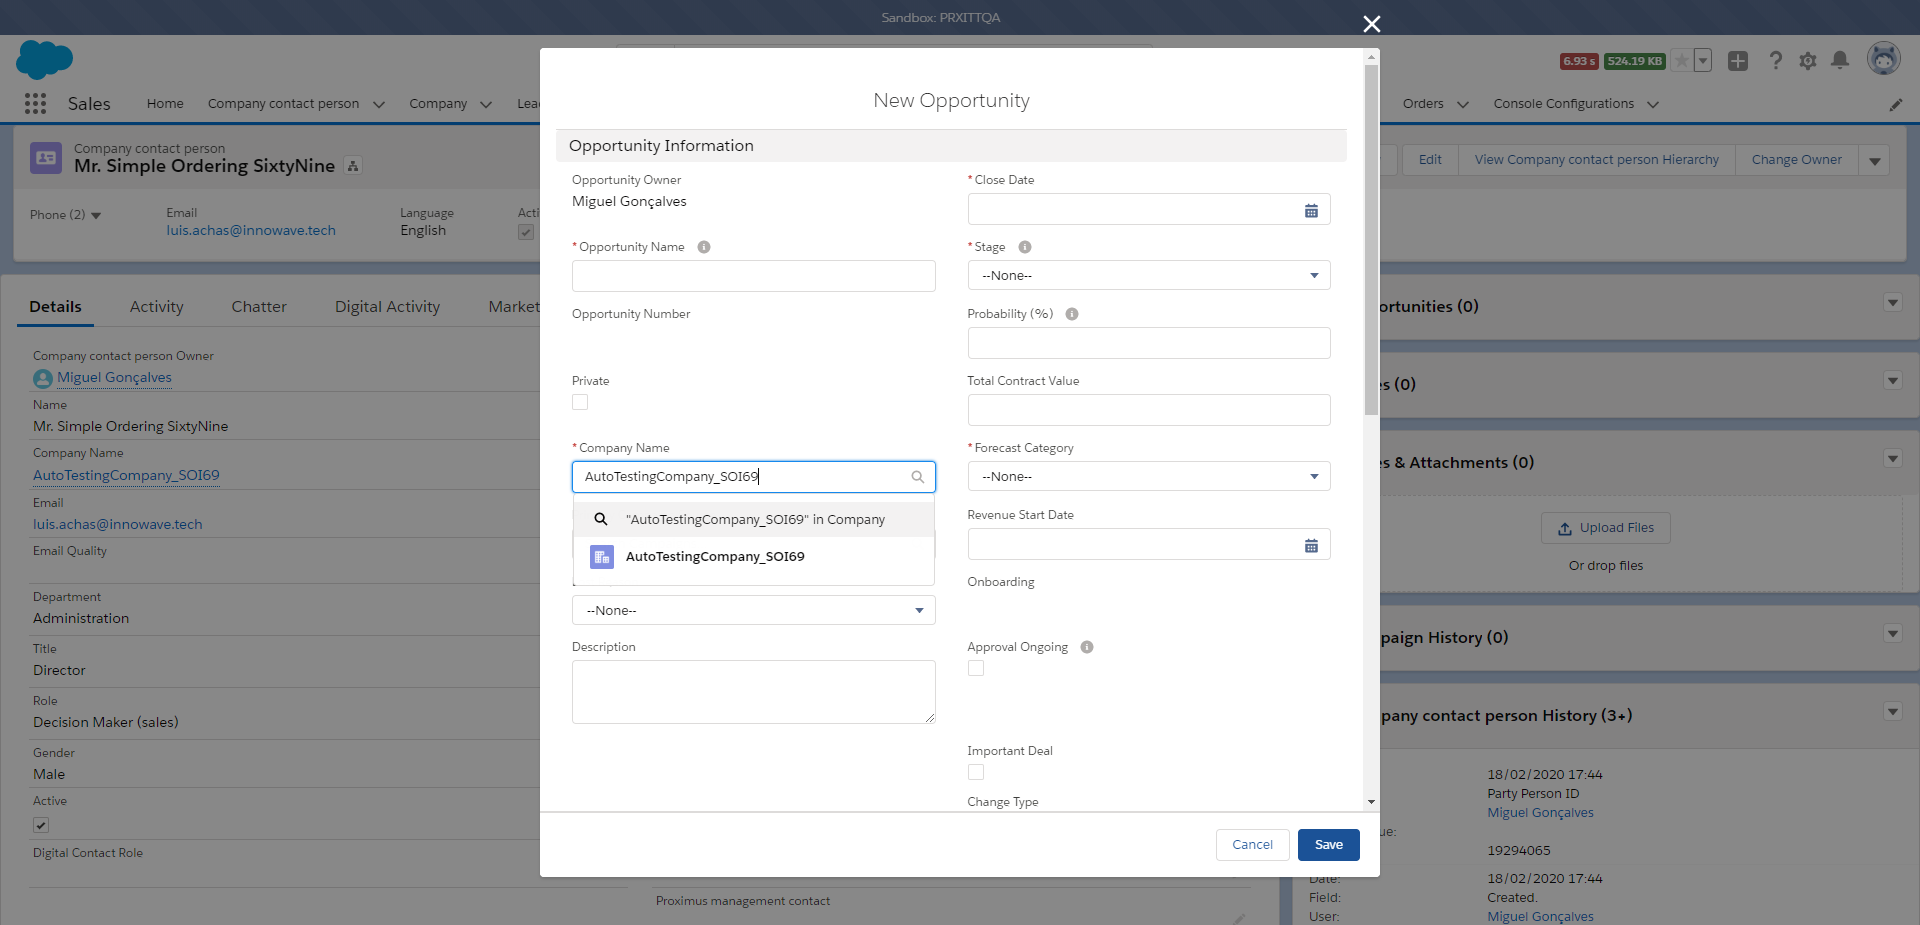 Sandbox: PRXITTQA
6.93 s 524.19 KB
Sales Home Company contact person Company
Orders Console Configurations
Company contact person
Mr. Simple Ordering SixtyNine
Edit View Company contact person Hierarchy Change Owner
Phone (2)
Email
luis.achas@innowave.tech
Language
English
Details Activity Chatter Digital Activity
Company contact person Owner
Miguel Gonçalves
Name
Mr. Simple Ordering SixtyNine
Company Name
AutoTestingCompany_SOI69
Email
luis.achas@innowave.tech
Email Quality
Department
Administration
Title
Director
Role
Decision Maker (sales)
Gender
Male
Active
Digital Contact Role
Proximus management contact
New Opportunity
Opportunity Information
Opportunity Owner
Miguel Gonçalves
* Close Date
* Opportunity Name
* Stage
--None--
Opportunity Number
Probability (%)
Private
Total Contract Value
* Company Name
AutoTestingCompany_SOI69
"AutoTestingCompany_SOI69" in Company
AutoTestingCompany_SOI69
* Forecast Category
--None--
Revenue Start Date
Onboarding
--None--
Description
Approval Ongoing
Important Deal
Change Type
Cancel Save
(0)
(0)
& Attachments (0)
Upload Files
Or drop files
History (0)
contact person History (3+)
18/02/2020 17:44
Party Person ID
Miguel Gonçalves
19294065
Date: 18/02/2020 17:44
Field: Created.
User: Miguel Gonçalves